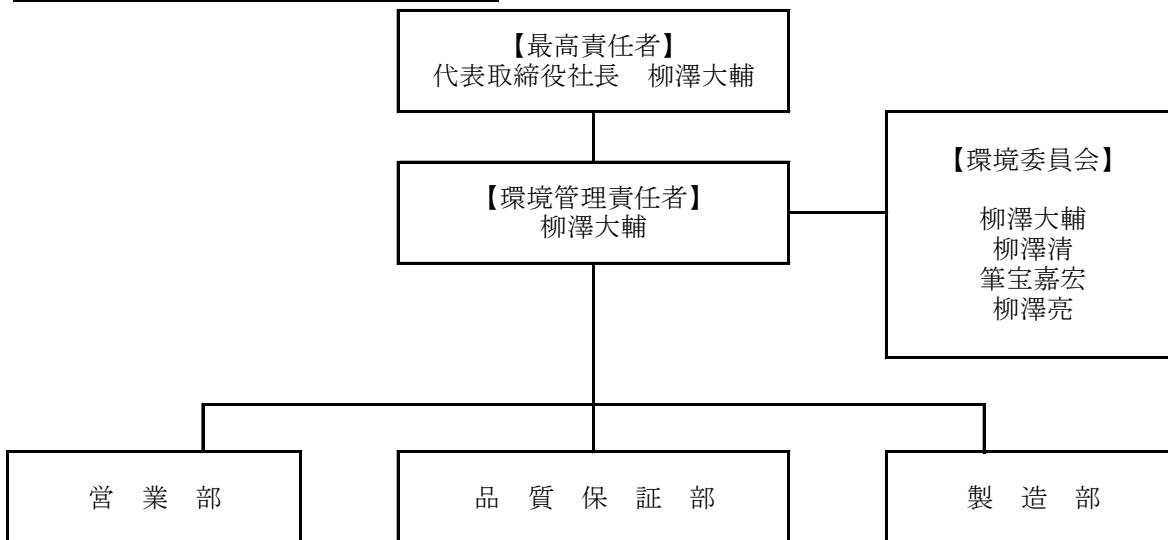 【最高責任者】
代表取締役社長　柳澤大輔
【環境管理責任者】
柳澤大輔
【環境委員会】
柳澤大輔
柳澤清
筆宝嘉宏
柳澤亮
営　業　部
品　質　保　証　部
製　造　部